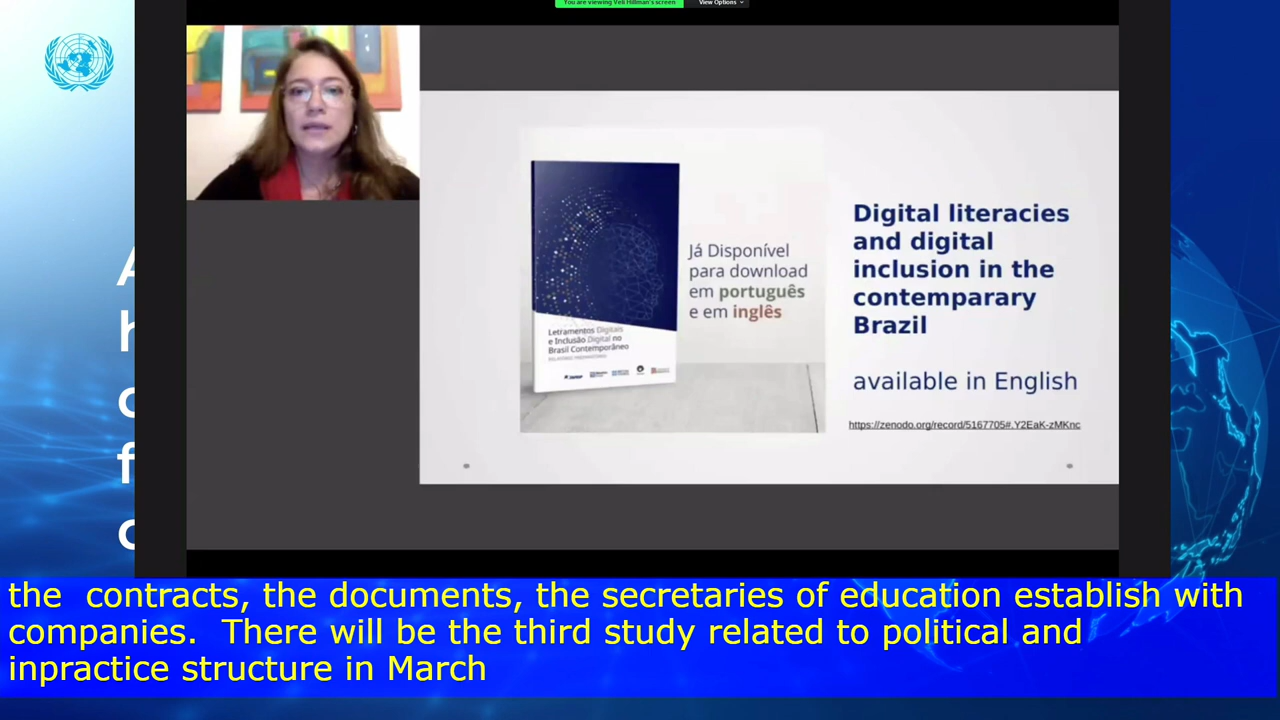 You are viewing Veli Hillman's screen View Options
A
h
f
Já Disponível
para download
em português
e em inglês
Letramentos Digitais
e Inclusão Digital no
Brasil Contemporâneo
Digital literacies
and digital
inclusion in the
contemparary
Brazil
available in English
https://zenodo.org/record/5167705#.Y2EaK-zMKnc
the contracts, the documents, the secretaries of education establish with
companies. There will be the third study related to political and
inpractice structure in March